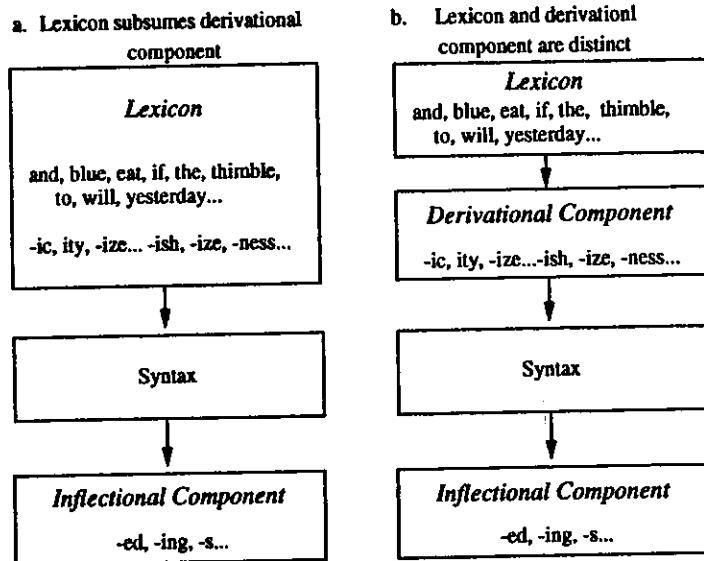 a. Lexicon subsumes derivational
component
Lexicon
and, blue, eat, if, the, thimble,
to, will, yesterday...
-ic, ity, -ize... -ish, -ize, -ness...
Syntax
Inflectional Component
-ed, -ing, -s...
b. Lexicon and derivationl
component are distinct
Lexicon
and, blue, eat, if, the, thimble,
to, will, yesterday...
Derivational Component
-ic, ity, -ize...-ish, -ize, -ness...
Syntax
Inflectional Component
-ed, -ing, -s...